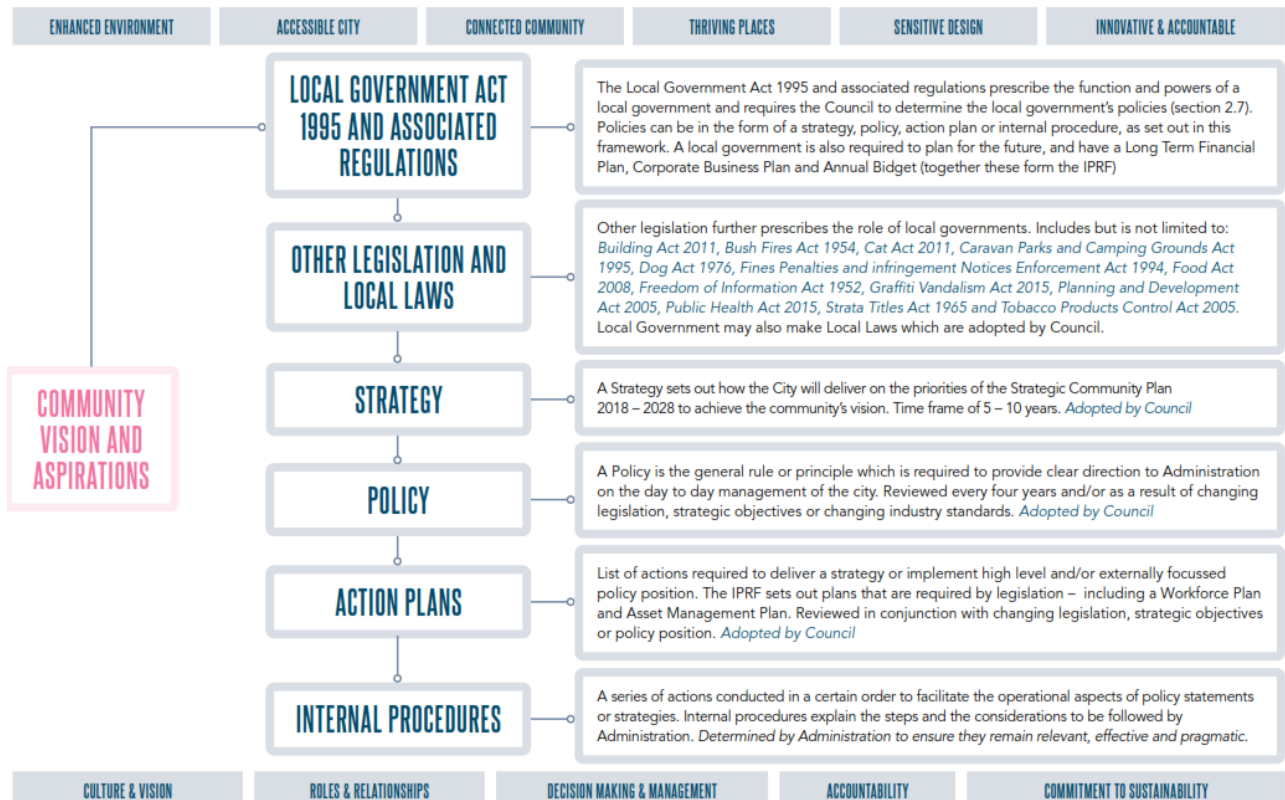 ENHANCED ENVIRONMENT
ACCESSIBLE CITY
CONNECTED COMMUNITY
THRIVING PLACES
SENSITIVE DESIGN
INNOVATIVE & ACCOUNTABLE
LOCAL GOVERNMENT ACT
1995 AND ASSOCIATED
REGULATIONS
The Local Government Act 1995 and associated regulations prescribe the function and powers of a
local government and requires the Council to determine the local government's policies (section 2.7).
Policies can be in the form of a strategy, policy, action plan or internal procedure, as set out in this
framework. A local government is also required to plan for the future, and have a Long Term Financial
Plan, Corporate Business Plan and Annual Budget (together these form the IPRF)
OTHER LEGISLATION AND
LOCAL LAWS
Other legislation further prescribes the role of local governments. Includes but is not limited to:
Building Act 2011, Bush Fires Act 1954, Cat Act 2011, Caravan Parks and Camping Grounds Act
1995, Dog Act 1976, Fines Penalties and infringement Notices Enforcement Act 1994, Food Act
2008, Freedom of Information Act 1952, Graffiti Vandalism Act 2015, Planning and Development
Act 2005, Public Health Act 2015, Strata Titles Act 1965 and Tobacco Products Control Act 2005.
Local Government may also make Local Laws which are adopted by Council.
COMMUNITY
VISION AND
ASPIRATIONS
STRATEGY
A Strategy sets out how the City will deliver on the priorities of the Strategic Community Plan
2018 – 2028 to achieve the community's vision. Time frame of 5 – 10 years. Adopted by Council
POLICY
A Policy is the general rule or principle which is required to provide clear direction to Administration
on the day to day management of the city. Reviewed every four years and/or as a result of changing
legislation, strategic objectives or changing industry standards. Adopted by Council
ACTION PLANS
List of actions required to deliver a strategy or implement high level and/or externally focussed
policy position. The IPRF sets out plans that are required by legislation – including a Workforce Plan
and Asset Management Plan. Reviewed in conjunction with changing legislation, strategic objectives
or policy position. Adopted by Council
INTERNAL PROCEDURES
A series of actions conducted in a certain order to facilitate the operational aspects of policy statements
or strategies. Internal procedures explain the steps and the considerations to be followed by
Administration. Determined by Administration to ensure they remain relevant, effective and pragmatic.
CULTURE & VISION
ROLES & RELATIONSHIPS
DECISION MAKING & MANAGEMENT
ACCOUNTABILITY
COMMITMENT TO SUSTAINABILITY